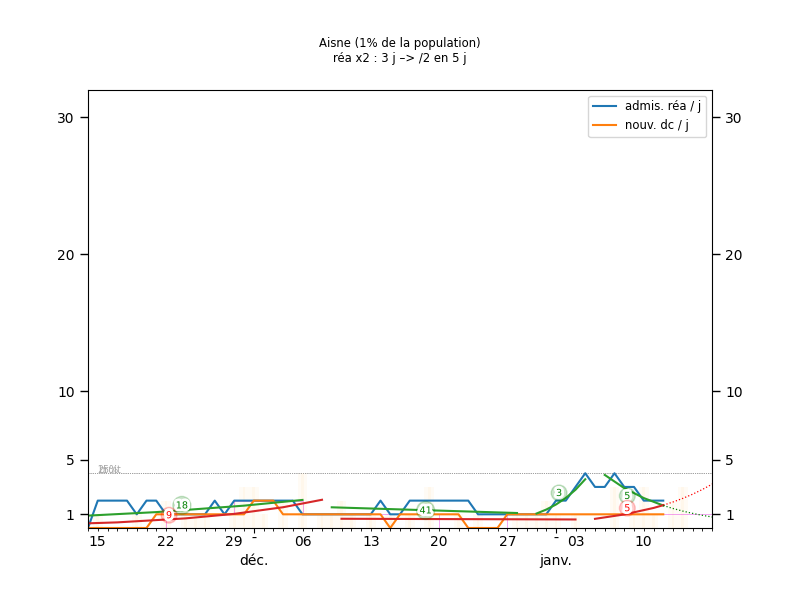 Aisne (1% de la population)
réa x2 : 3 j –> /2 en 5 j
admis. réa / j
nouv. dc / j
30 30
20 20
10 10
5 5
1 1
18
9
41
3
5
5
15 22 29 - 06 13 20 27 - 03 10
déc. janv.